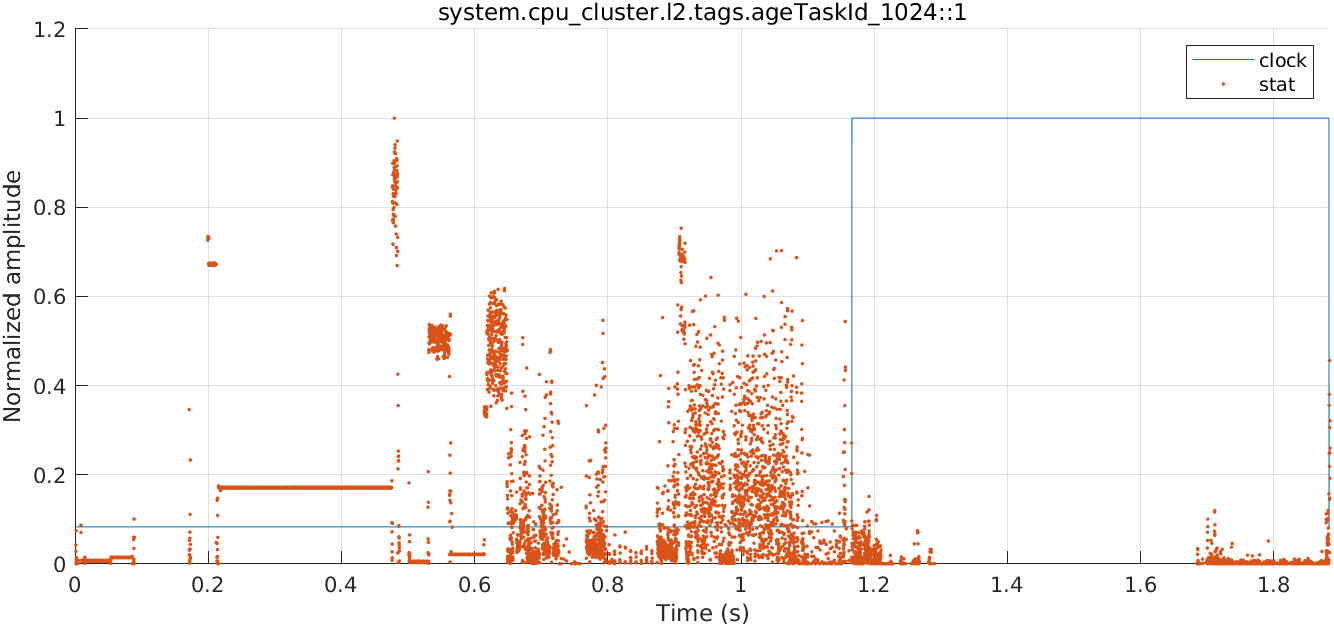 system.cpu_cluster.l2.tags.ageTaskId_1024::1
1.2
1
0.8
0.6
0.4
0.2
0
Normalized amplitude
clock
stat
0 0.2 0.4 0.6 0.8 1 1.2 1.4 1.6 1.8
Time (s)